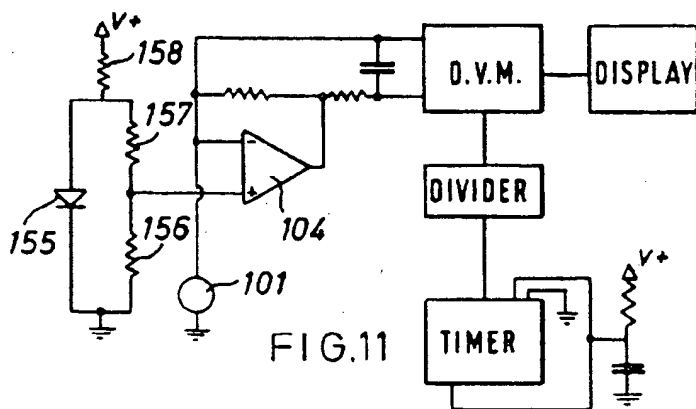 V+
158
157
155
156
-
+
104
101
D.V.M.
DISPLAY
DIVIDER
TIMER
V+
FIG.11